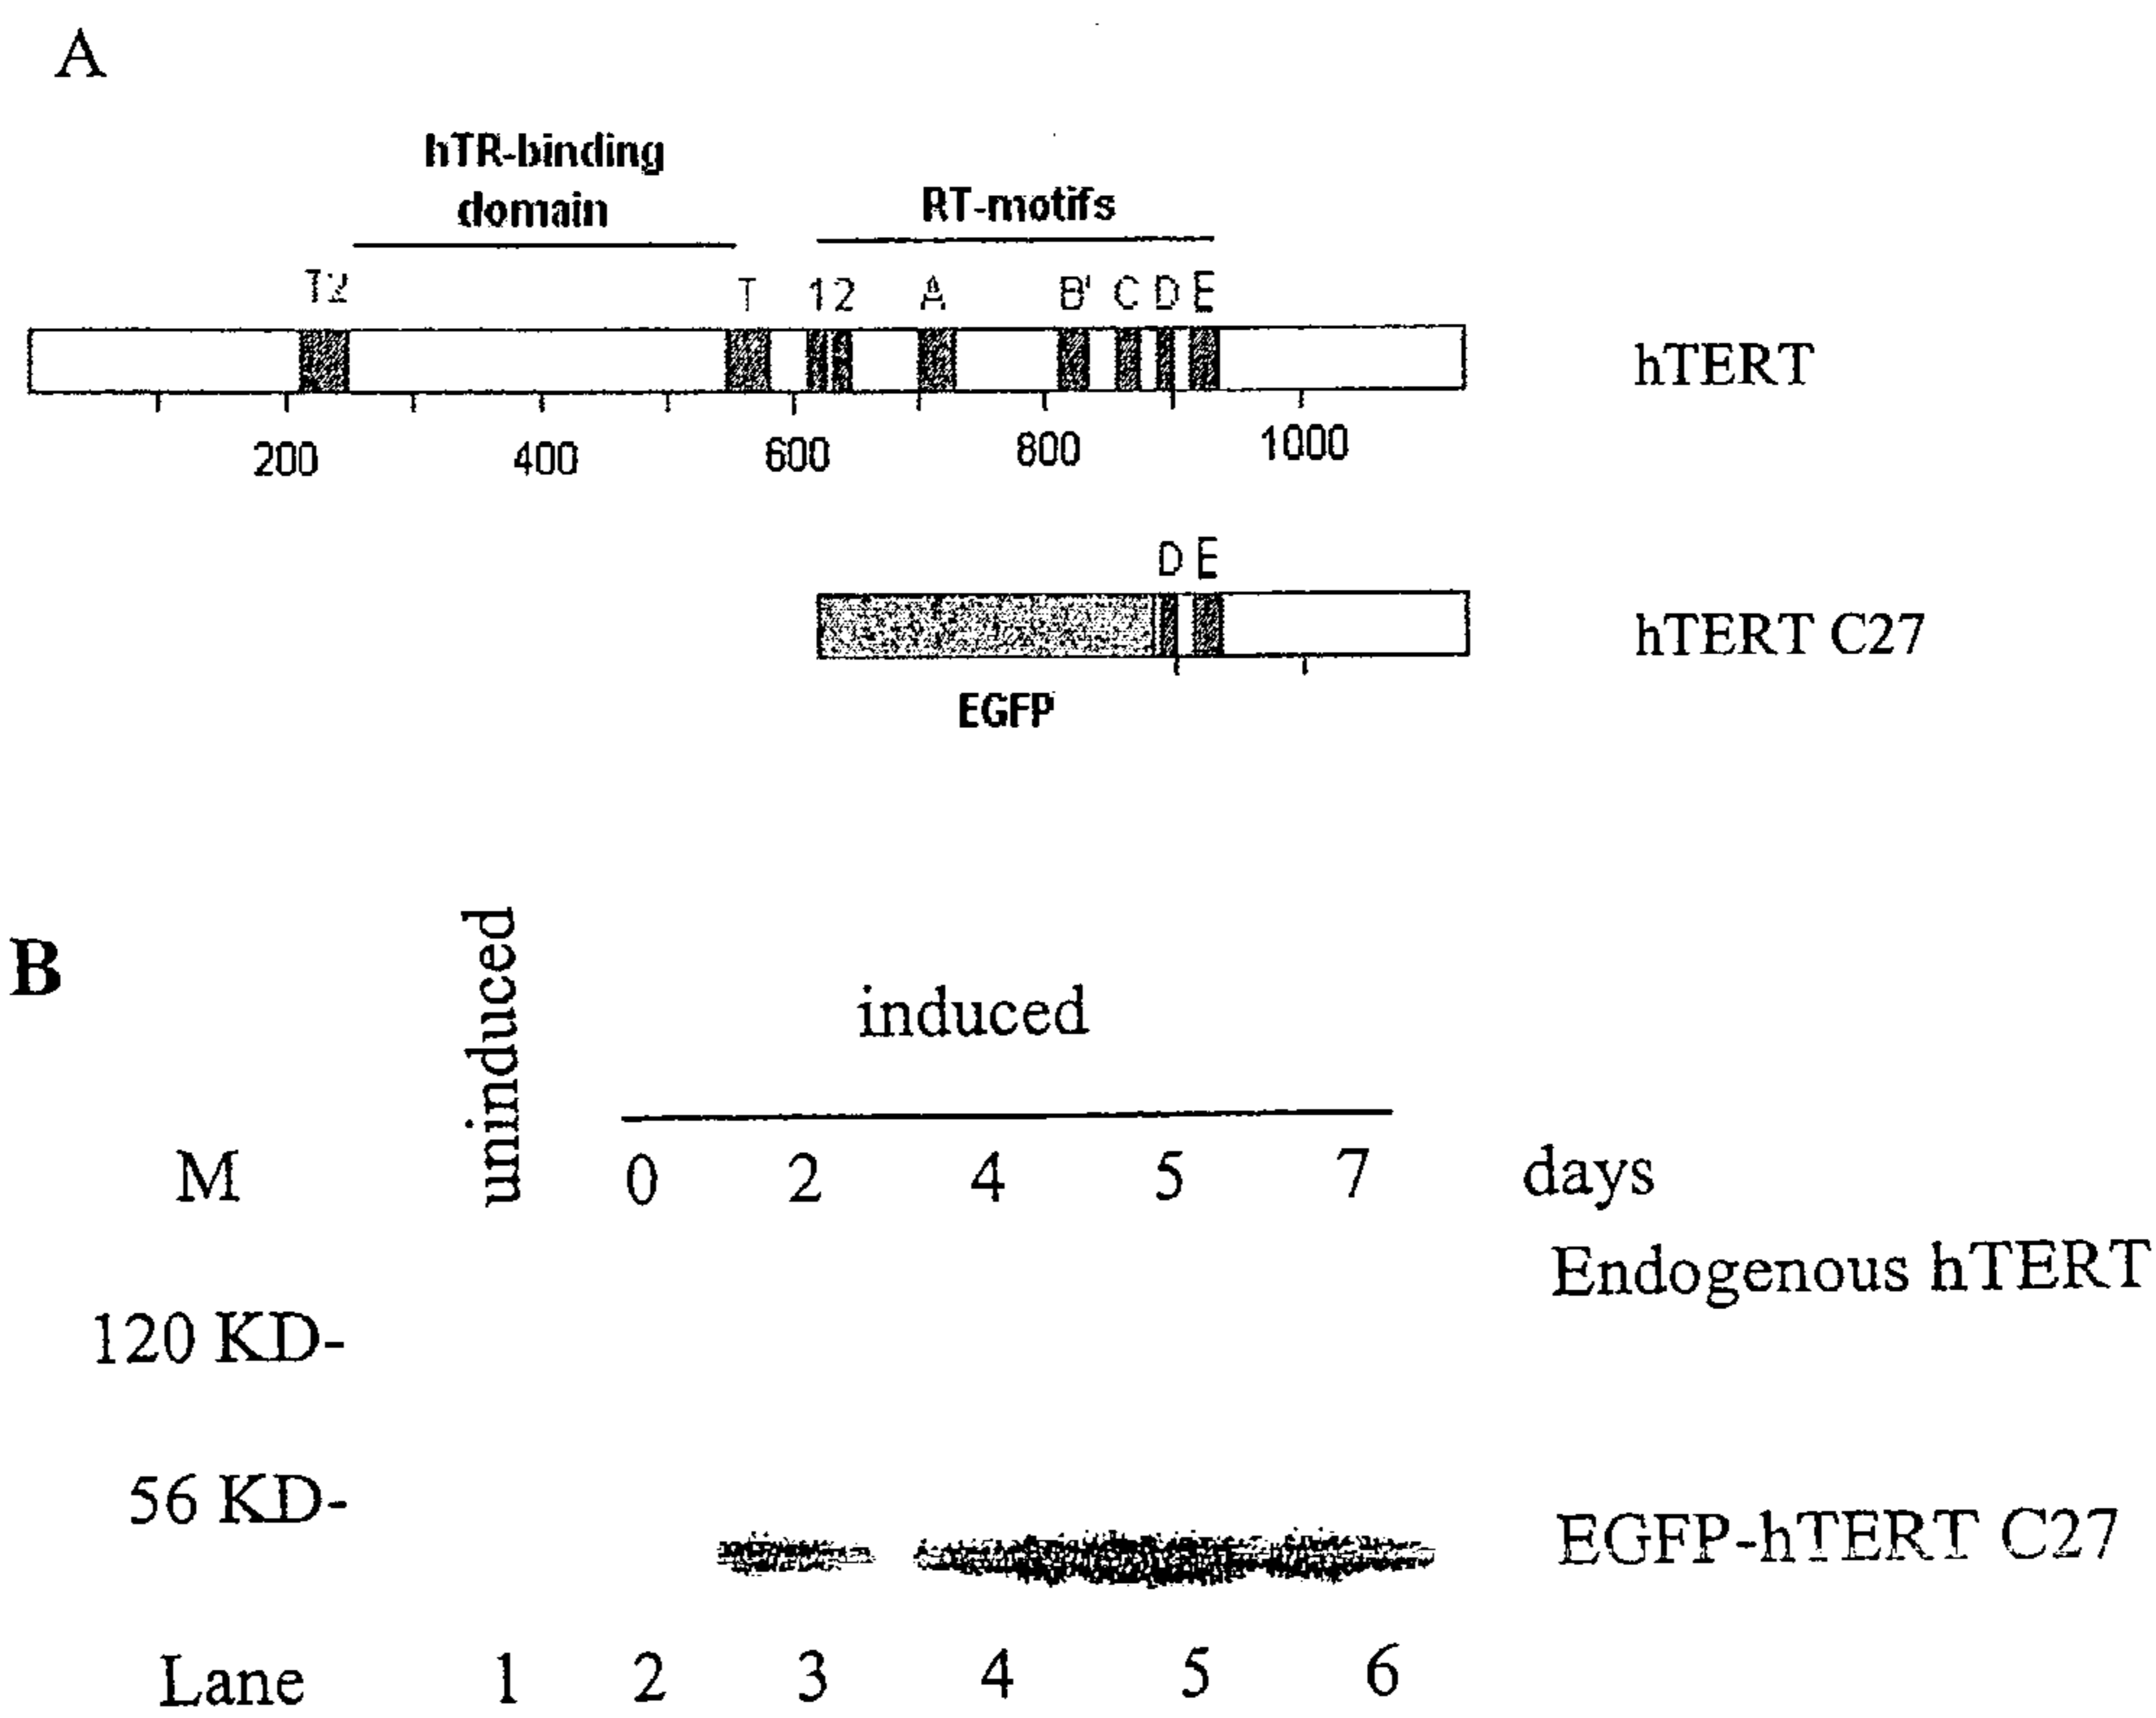 A
hTR-binding
domain
RT-motifs
T2 T 12 A B' C D E
hTERT
200 400 600 800 1000
D E
hTERT C27
EGFP
B
uninduced
induced
M 0 2 4 5 7 days
Endogenous hTERT
120 KD-
56 KD-
EGFP-hTERT C27
Lane 1 2 3 4 5 6